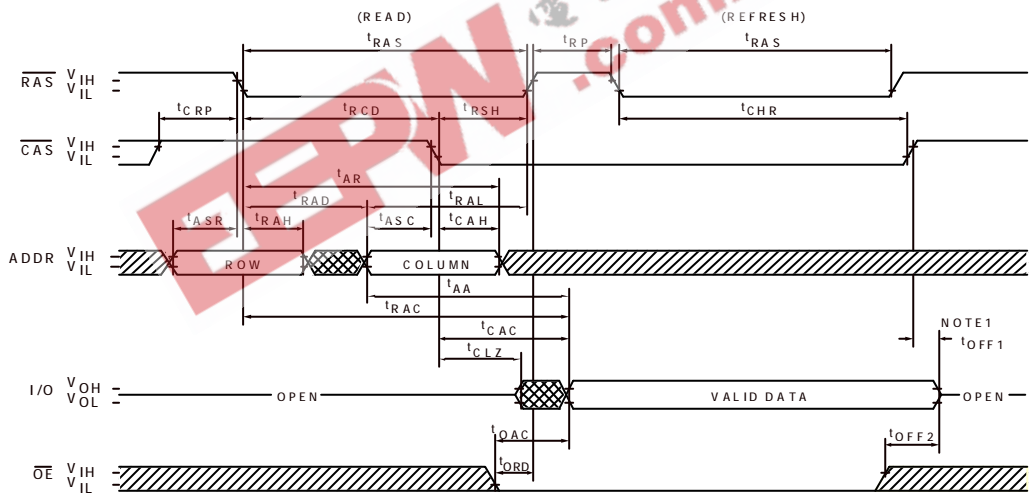 (READ) (REFRESH)
tRAS tRP tRAS
RAS VIH
VIL
tCRP tRCD tRSH tCHR
CAS VIH
VIL
tAR
tRAD tRAL
tASR tRAH tASC tCAH
ADDR VIH
VIL
ROW COLUMN
tAA
tRAC
tCAC
NOTE1
tCLZ tOFF1
I/O VOH
VOL
OPEN VALID DATA OPEN
tOAC tOFF2
tORD
OE VIH
VIL
EEPW .com